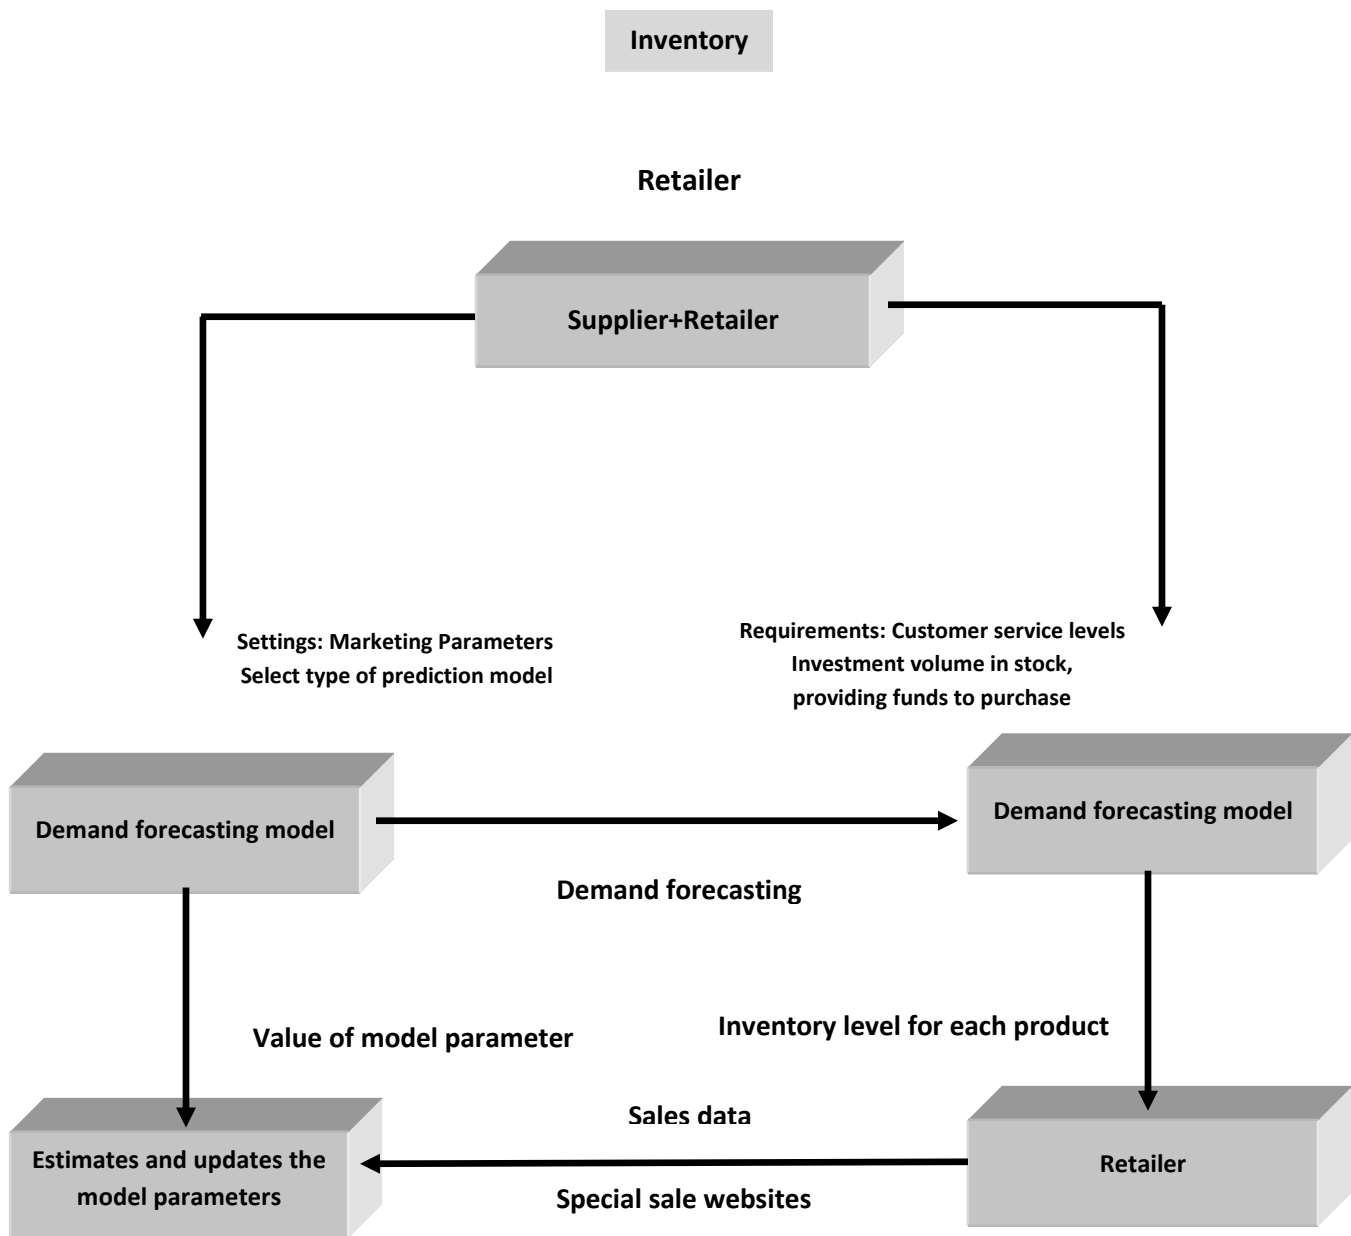 Inventory
Retailer
Supplier+Retailer
Settings: Marketing Parameters
Select type of prediction model
Requirements: Customer service levels
Investment volume in stock,
providing funds to purchase
Demand forecasting model
Demand forecasting model
Demand forecasting
Value of model parameter
Inventory level for each product
Sales data
Estimates and updates the
model parameters
Retailer
Special sale websites